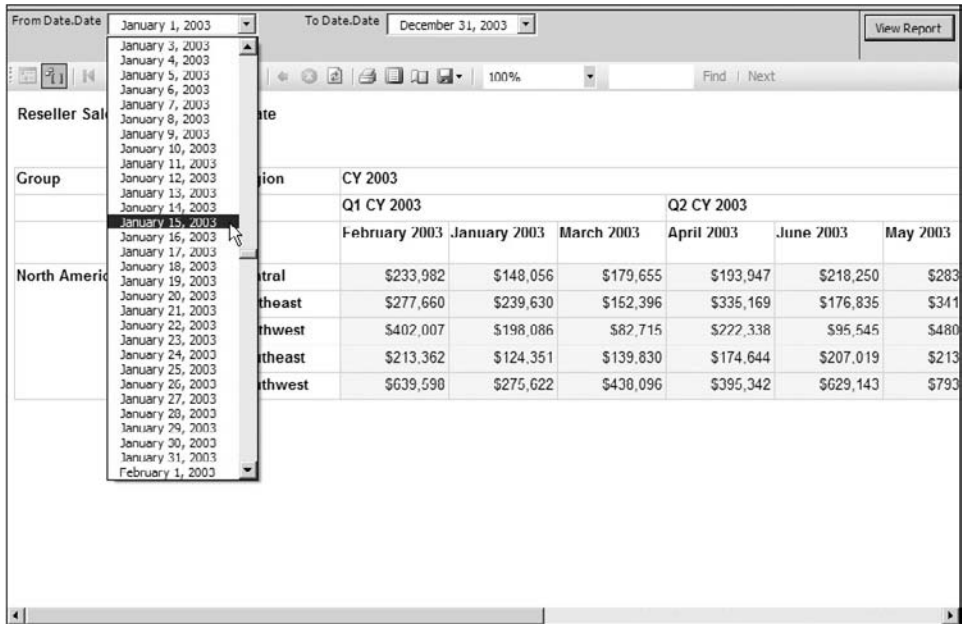 From Date.Date January 1, 2003 To Date.Date December 31, 2003 View Report
January 3, 2003
January 4, 2003
January 5, 2003
January 6, 2003
January 7, 2003
January 8, 2003
January 9, 2003
January 10, 2003
January 11, 2003
January 12, 2003
January 13, 2003
January 14, 2003
January 15, 2003
January 16, 2003
January 17, 2003
January 18, 2003
January 19, 2003
January 20, 2003
January 21, 2003
January 22, 2003
January 23, 2003
January 24, 2003
January 25, 2003
January 26, 2003
January 27, 2003
January 28, 2003
January 29, 2003
January 30, 2003
January 31, 2003
February 1, 2003
100% Find | Next
Reseller Sal ate
Group gion CY 2003
Q1 CY 2003 Q2 CY 2003
February 2003 January 2003 March 2003 April 2003 June 2003 May 2003
North Americ ntral $233,982 $148,056 $179,655 $193,947 $218,250 $283
theast $277,660 $239,630 $152,396 $335,169 $176,835 $341
thwest $402,007 $198,086 $82,715 $222,338 $95,545 $480
utheast $213,362 $124,351 $139,830 $174,644 $207,019 $213
uthwest $639,598 $275,622 $438,096 $395,342 $629,143 $793